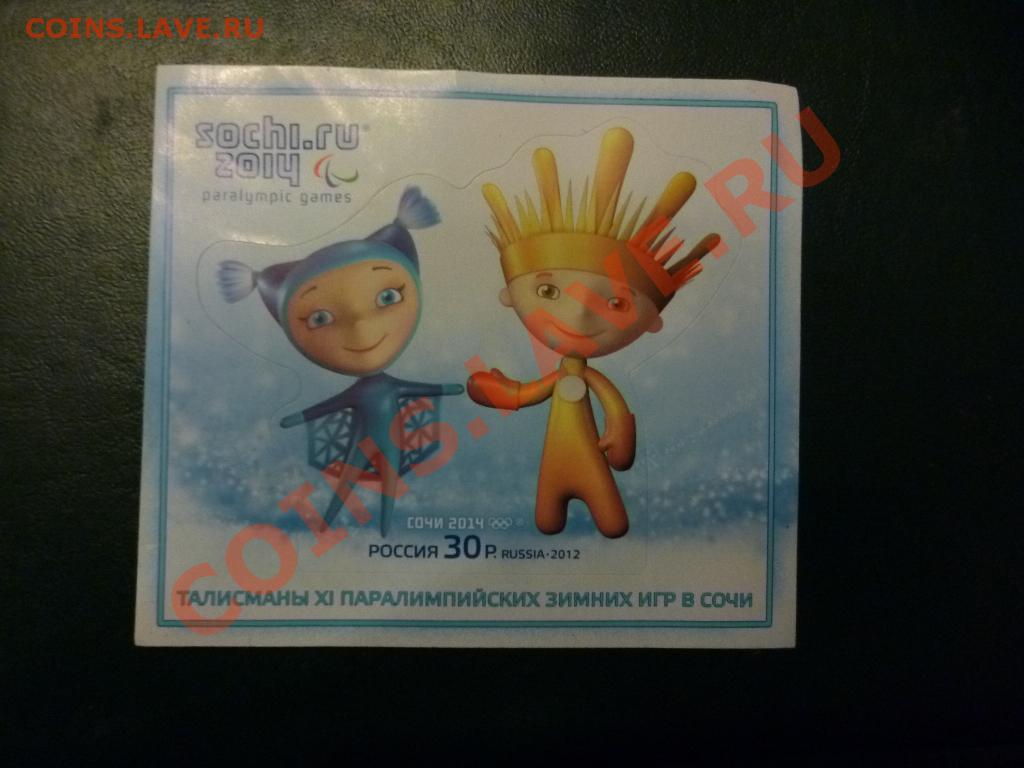 COINS.LAVE.RU
sochi.ru
2014
paralympic games
COINS.LAVE.RU
СОЧИ 2014
РОССИЯ 30 Р. RUSSIA·2012
ТАЛИСМАНЫ XI ПАРАЛИМПИЙСКИХ ЗИМНИХ ИГР В СОЧИ